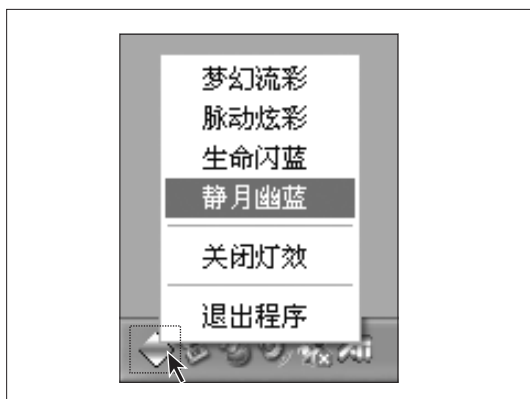 梦幻流彩
脉动炫彩
生命闪蓝
静月幽蓝
关闭灯效
退出程序